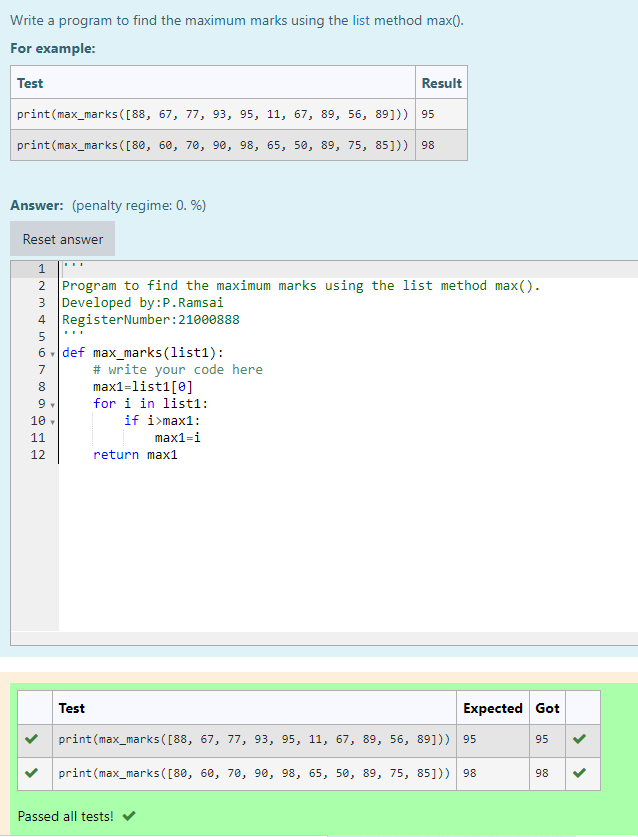 Write a program to find the maximum marks using the list method max().
For example:
Test Result
print(max_marks([88, 67, 77, 93, 95, 11, 67, 89, 56, 89])) 95
print(max_marks([80, 60, 70, 90, 98, 65, 50, 89, 75, 85])) 98
Answer: (penalty regime: 0. %)
Reset answer
1 '''
2 Program to find the maximum marks using the list method max().
3 Developed by:P.Ramsai
4 RegisterNumber:21000888
5 '''
6 def max_marks(list1):
7     # write your code here
8     max1=list1[0]
9     for i in list1:
10         if i>max1:
11             max1=i
12     return max1
Test Expected Got
print(max_marks([88, 67, 77, 93, 95, 11, 67, 89, 56, 89])) 95 95
print(max_marks([80, 60, 70, 90, 98, 65, 50, 89, 75, 85])) 98 98
Passed all tests!